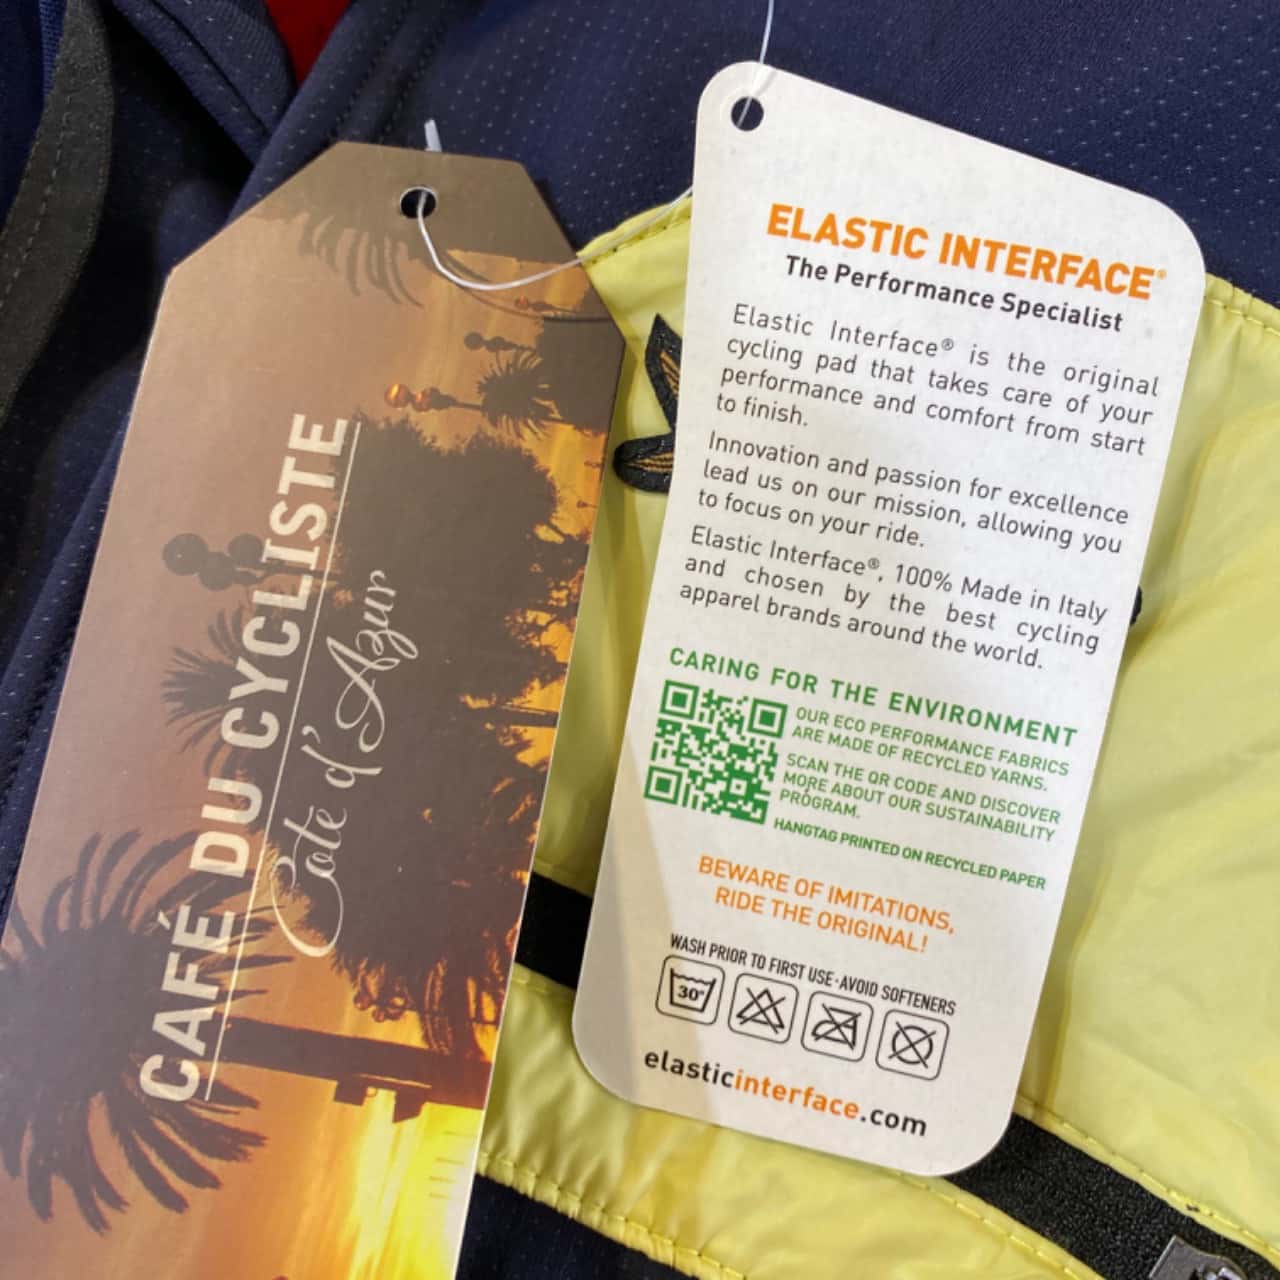 CAFÉ DU CYCLISTE
Côte d'Azur
ELASTIC INTERFACE®
The Performance Specialist
Elastic Interface® is the original
cycling pad that takes care of your
performance and comfort from start
to finish.
Innovation and passion for excellence
lead us on our mission, allowing you
to focus on your ride.
Elastic Interface®, 100% Made in Italy
and chosen by the best cycling
apparel brands around the world.
CARING FOR THE ENVIRONMENT
OUR ECO PERFORMANCE FABRICS
ARE MADE OF RECYCLED YARNS.
SCAN THE QR CODE AND DISCOVER
MORE ABOUT OUR SUSTAINABILITY
PROGRAM.
HANGTAG PRINTED ON RECYCLED PAPER
BEWARE OF IMITATIONS,
RIDE THE ORIGINAL!
WASH PRIOR TO FIRST USE·AVOID SOFTENERS
30°
elasticinterface.com